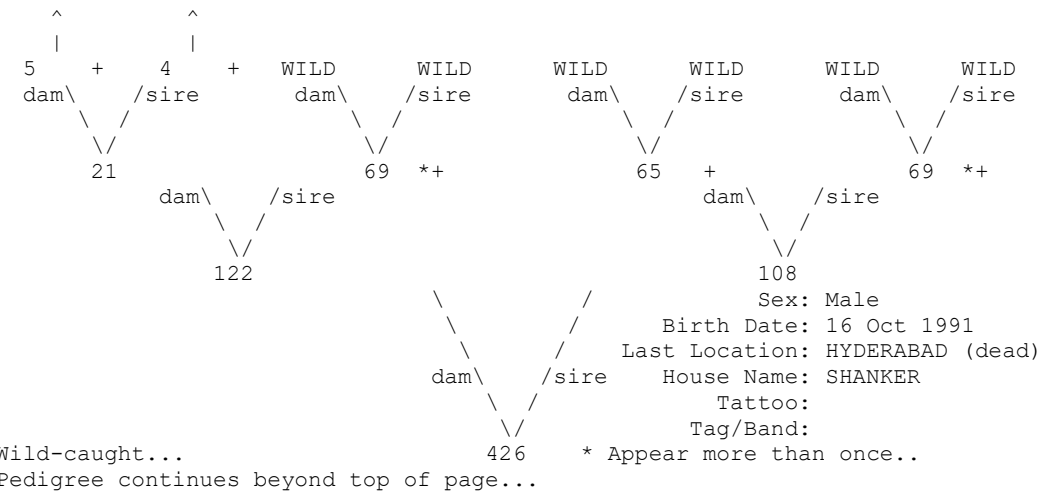 ^ ^
| |
5 + 4 + WILD WILD WILD WILD WILD WILD
dam\ /sire dam\ /sire dam\ /sire dam\ /sire
\ / \ / \ / \ /
\/ \/ \/ \/
21 69 *+ 65 + 69 *+
dam\ /sire dam\ /sire
\ / \ /
\/ \/
122 108
\ / Sex: Male
\ / Birth Date: 16 Oct 1991
\ / Last Location: HYDERABAD (dead)
dam\ /sire House Name: SHANKER
\ / Tattoo:
\/ Tag/Band:
Wild-caught... 426 * Appear more than once..
Pedigree continues beyond top of page...